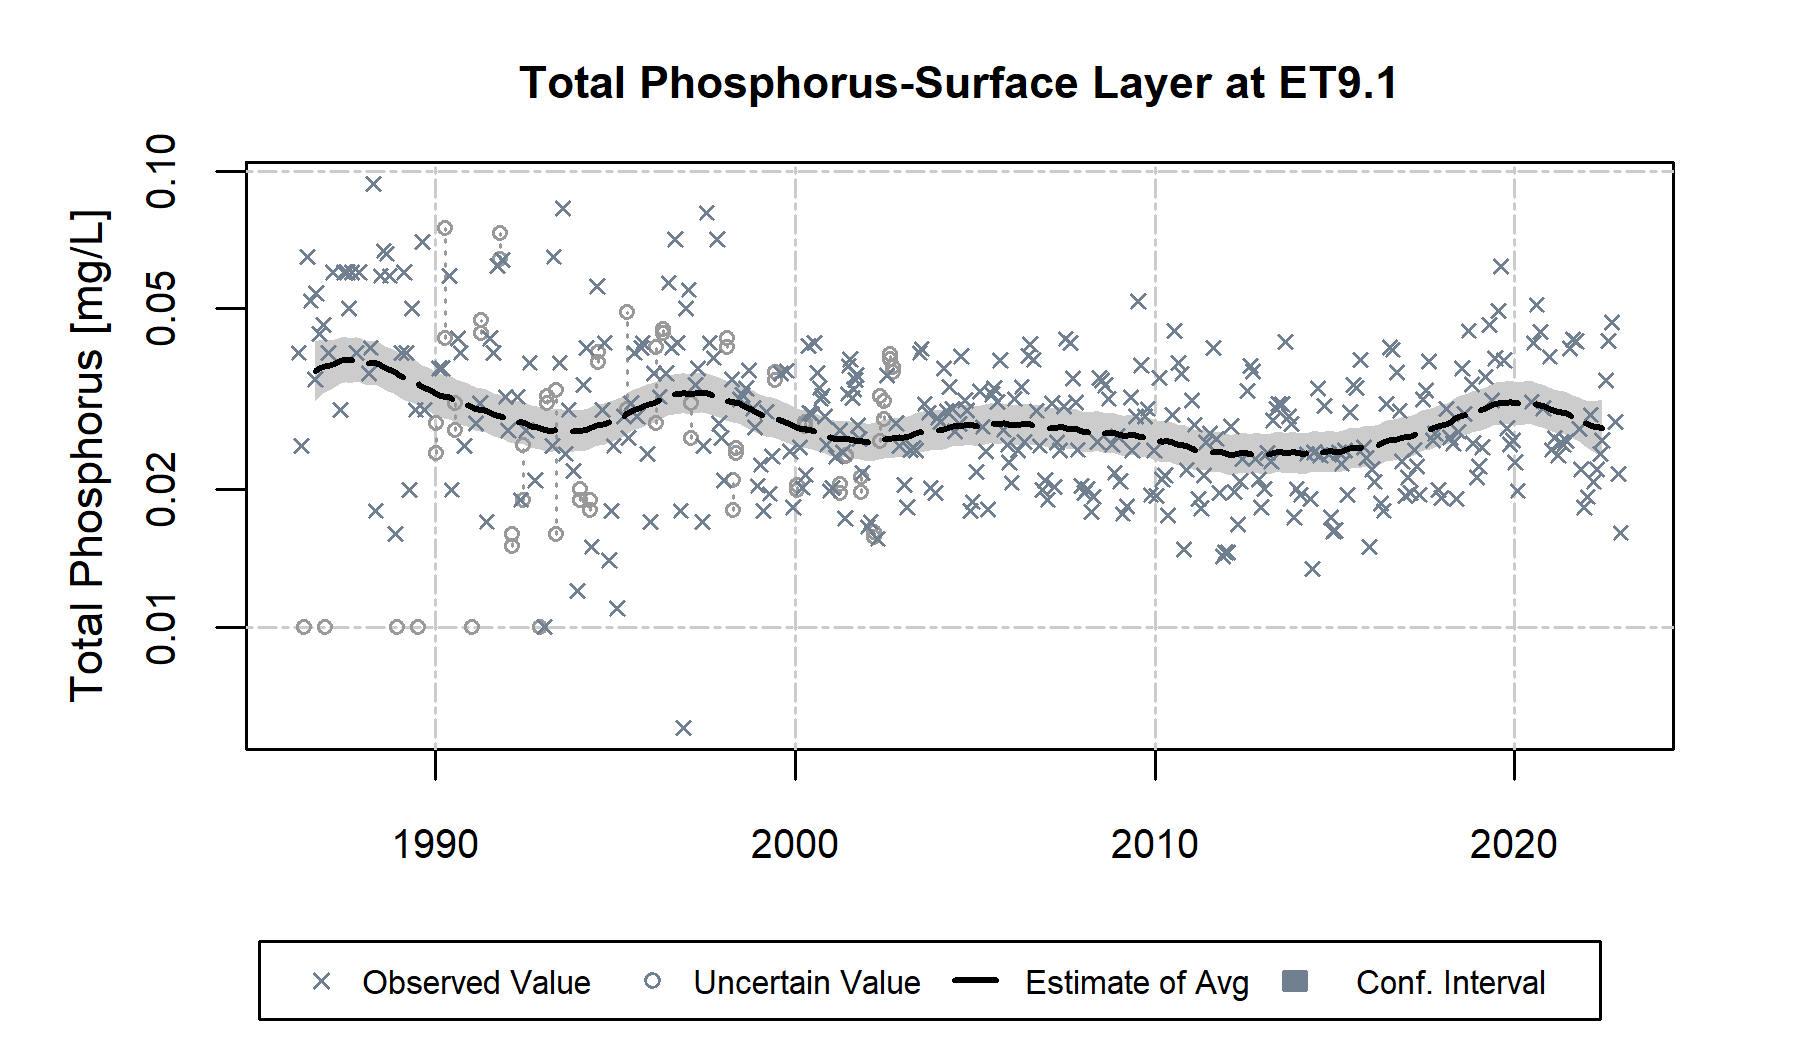 Total Phosphorus-Surface Layer at ET9.1
Total Phosphorus [mg/L]
0.10
0.05
0.02
0.01
1990 2000 2010 2020
Observed Value Uncertain Value Estimate of Avg Conf. Interval